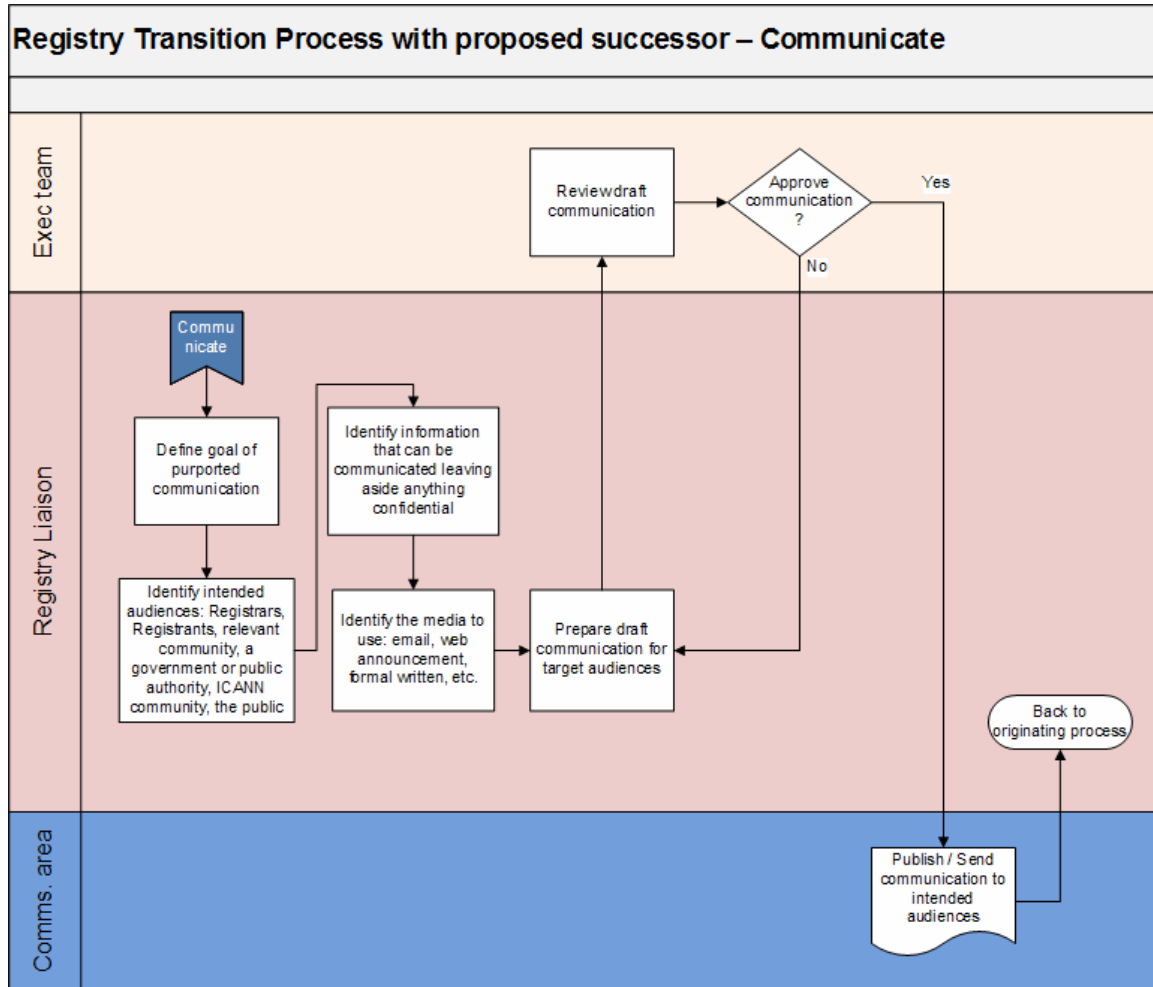 Registry Transition Process with proposed successor – Communicate
Exec team
Review draft
communication
Approve
communication
?
Yes
No
Registry Liaison
Commu
nicate
Define goal of
purported
communication
Identify intended
audiences: Registrars,
Registrants, relevant
community, a
government or public
authority, ICANN
community, the public
Identify information
that can be
communicated leaving
aside anything
confidential
Identify the media to
use: email, web
announcement,
formal written, etc.
Prepare draft
communication for
target audiences
Back to
originating process
Comms. area
Publish / Send
communication to
intended
audiences